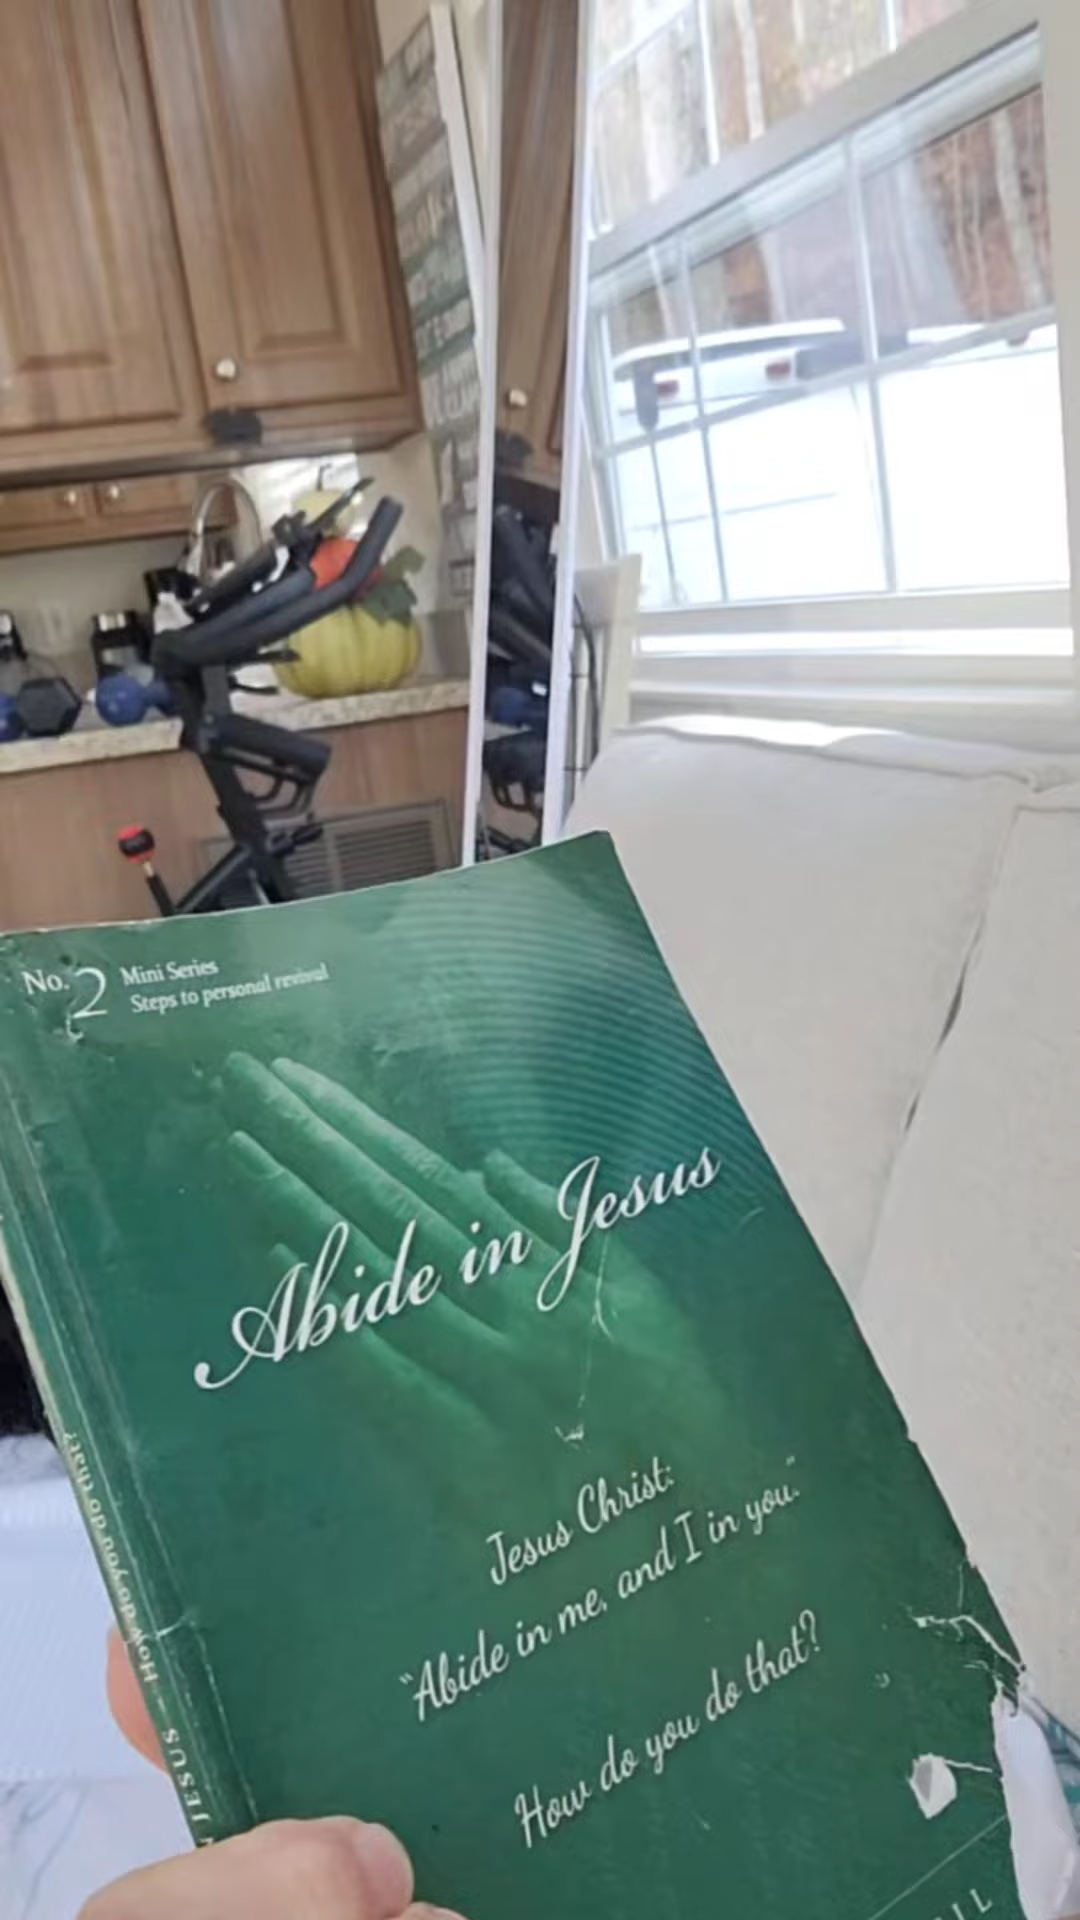 No. 2
Mini Series
Steps to personal revival
Abide in Jesus
Jesus Christ:
"Abide in me, and I in you."
How do you do that?
JESUS – How do you do that?